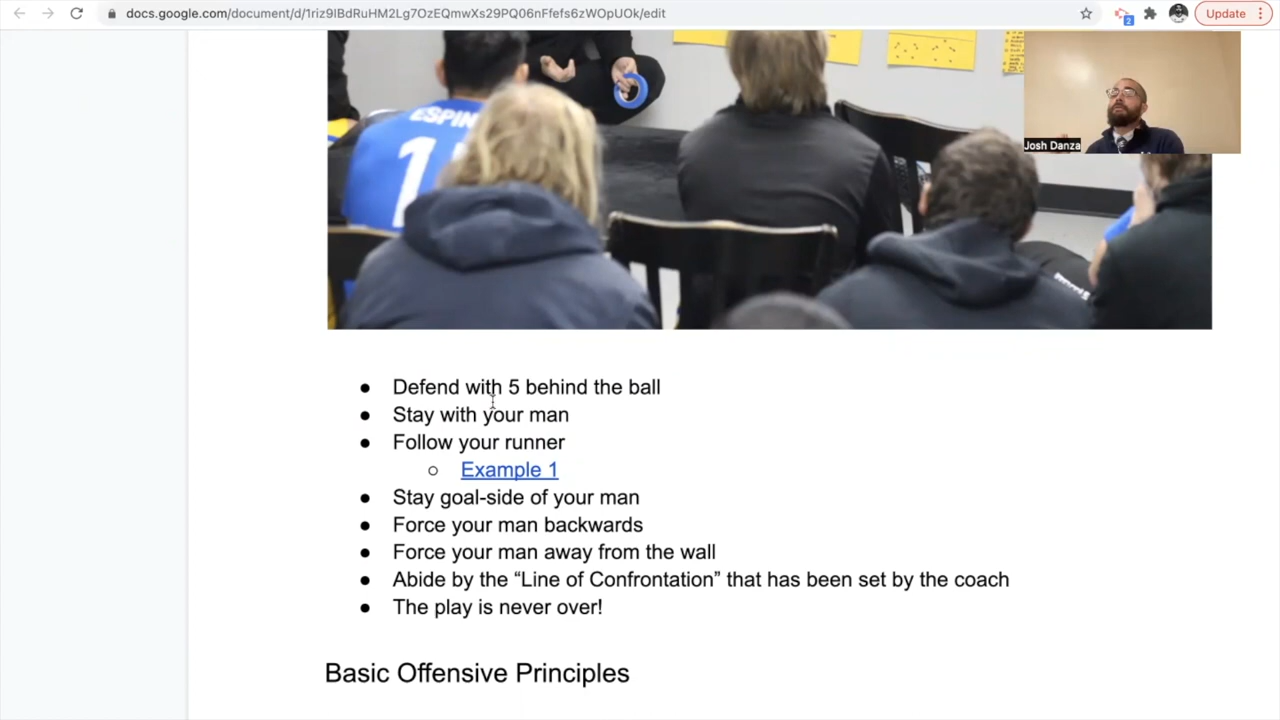 docs.google.com/document/d/1riz9IBdRuHM2Lg7OzEQmwXs29PQ06nFfefs6zWOpUOk/edit
2
Update
ESPIN
1
Josh Danza
● Defend with 5 behind the ball
● Stay with your man
● Follow your runner
○ Example 1
● Stay goal-side of your man
● Force your man backwards
● Force your man away from the wall
● Abide by the “Line of Confrontation” that has been set by the coach
● The play is never over!
Basic Offensive Principles